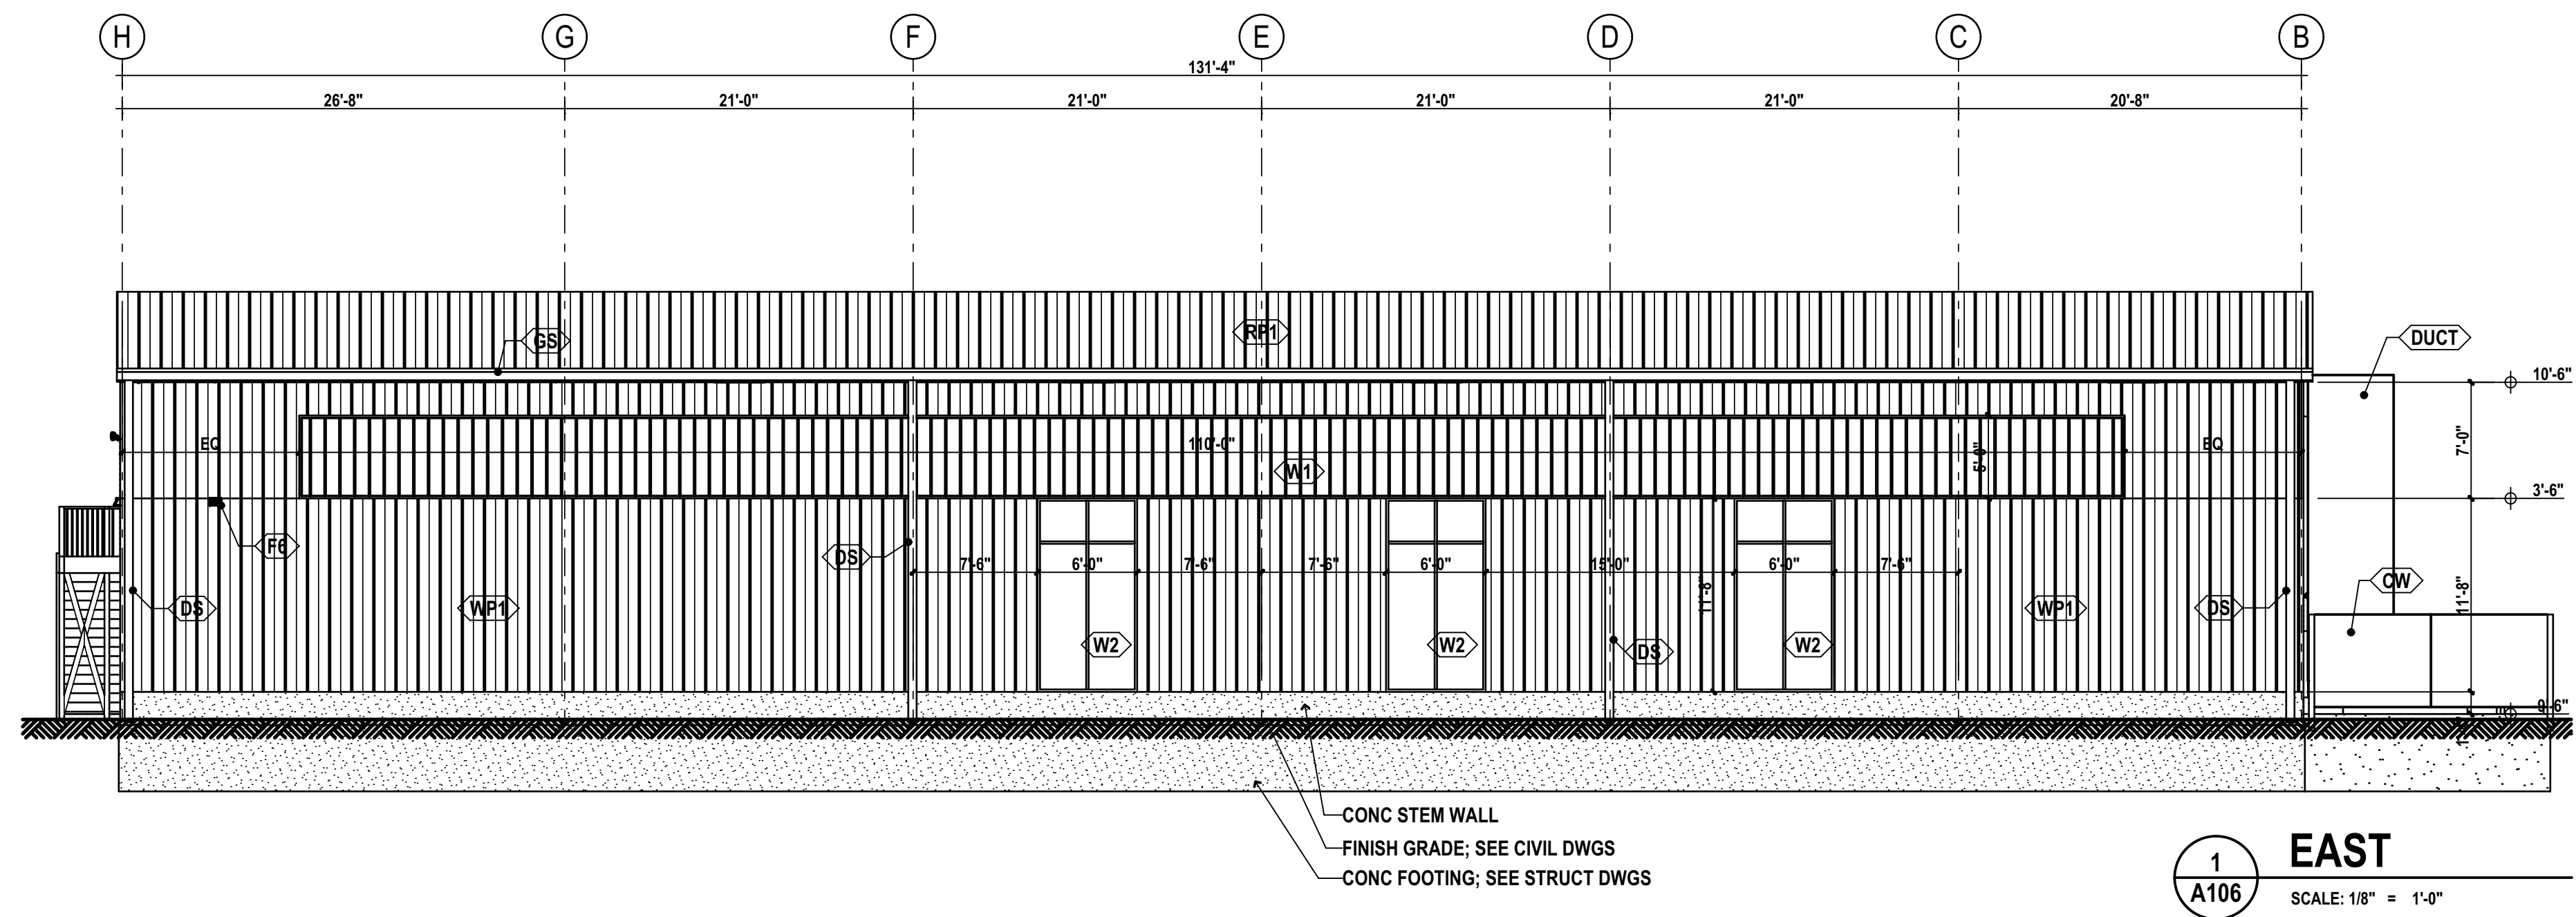 H G F E D C B
131'-4"
26'-8" 21'-0" 21'-0" 21'-0" 21'-0" 20'-8"
GS RP1 DUCT
10'-6"
EQ 110'-0" W1 5'-0" EQ 7'-0"
3'-6"
F6 DS
7'-6" 6'-0" 7'-6" 7'-6" 6'-0" 15'-0" 6'-0" 7'-6"
CW
DS WP1 11'-8" WP1 DS 11'-8"
W2 W2 DS W2
9'-6"
CONC STEM WALL
FINISH GRADE; SEE CIVIL DWGS
CONC FOOTING; SEE STRUCT DWGS
1 EAST
A106 SCALE: 1/8" = 1'-0"